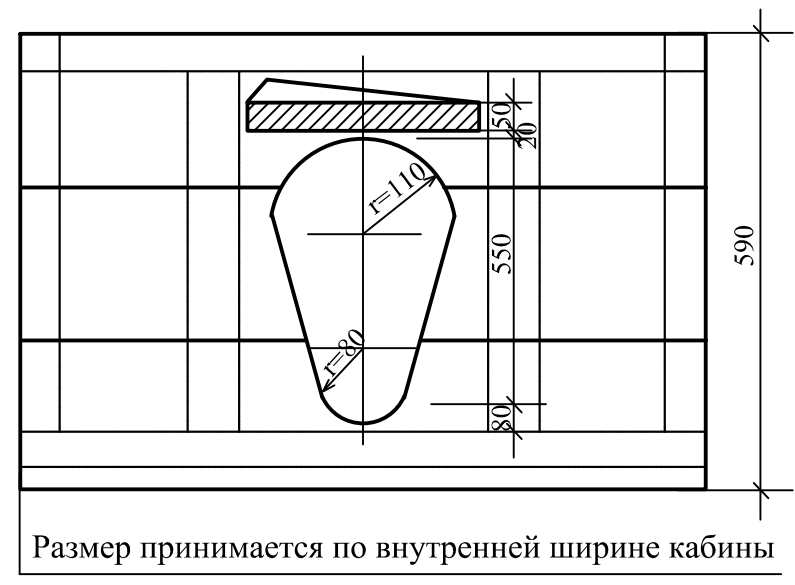 50
20
r=110
550
590
r=80
80
Размер принимается по внутренней ширине кабины